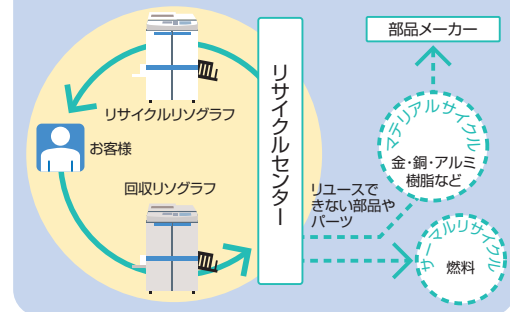 部品メーカー
リサイクルリソグラフ
お客様
回収リソグラフ
リサイクルセンター
マテリアルサイクル
金・銅・アルミ
樹脂など
リユースで
きない部品や
パーツ
サーマルリサイクル
燃料